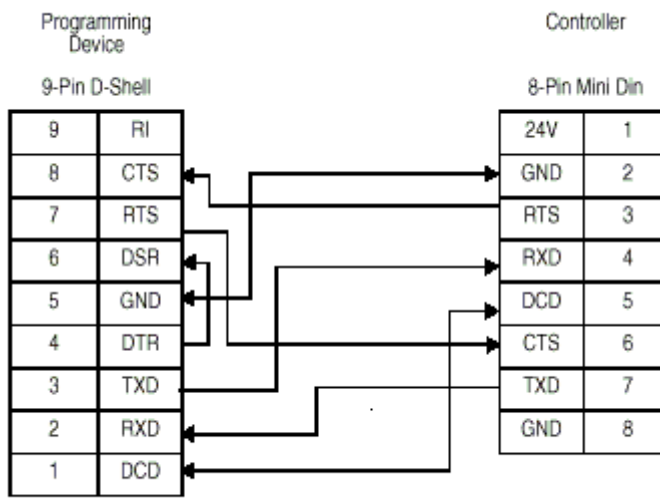 Programming
Device
Controller
9-Pin D-Shell
8-Pin Mini Din
9 RI
8 CTS
7 RTS
6 DSR
5 GND
4 DTR
3 TXD
2 RXD
1 DCD
24V 1
GND 2
RTS 3
RXD 4
DCD 5
CTS 6
TXD 7
GND 8